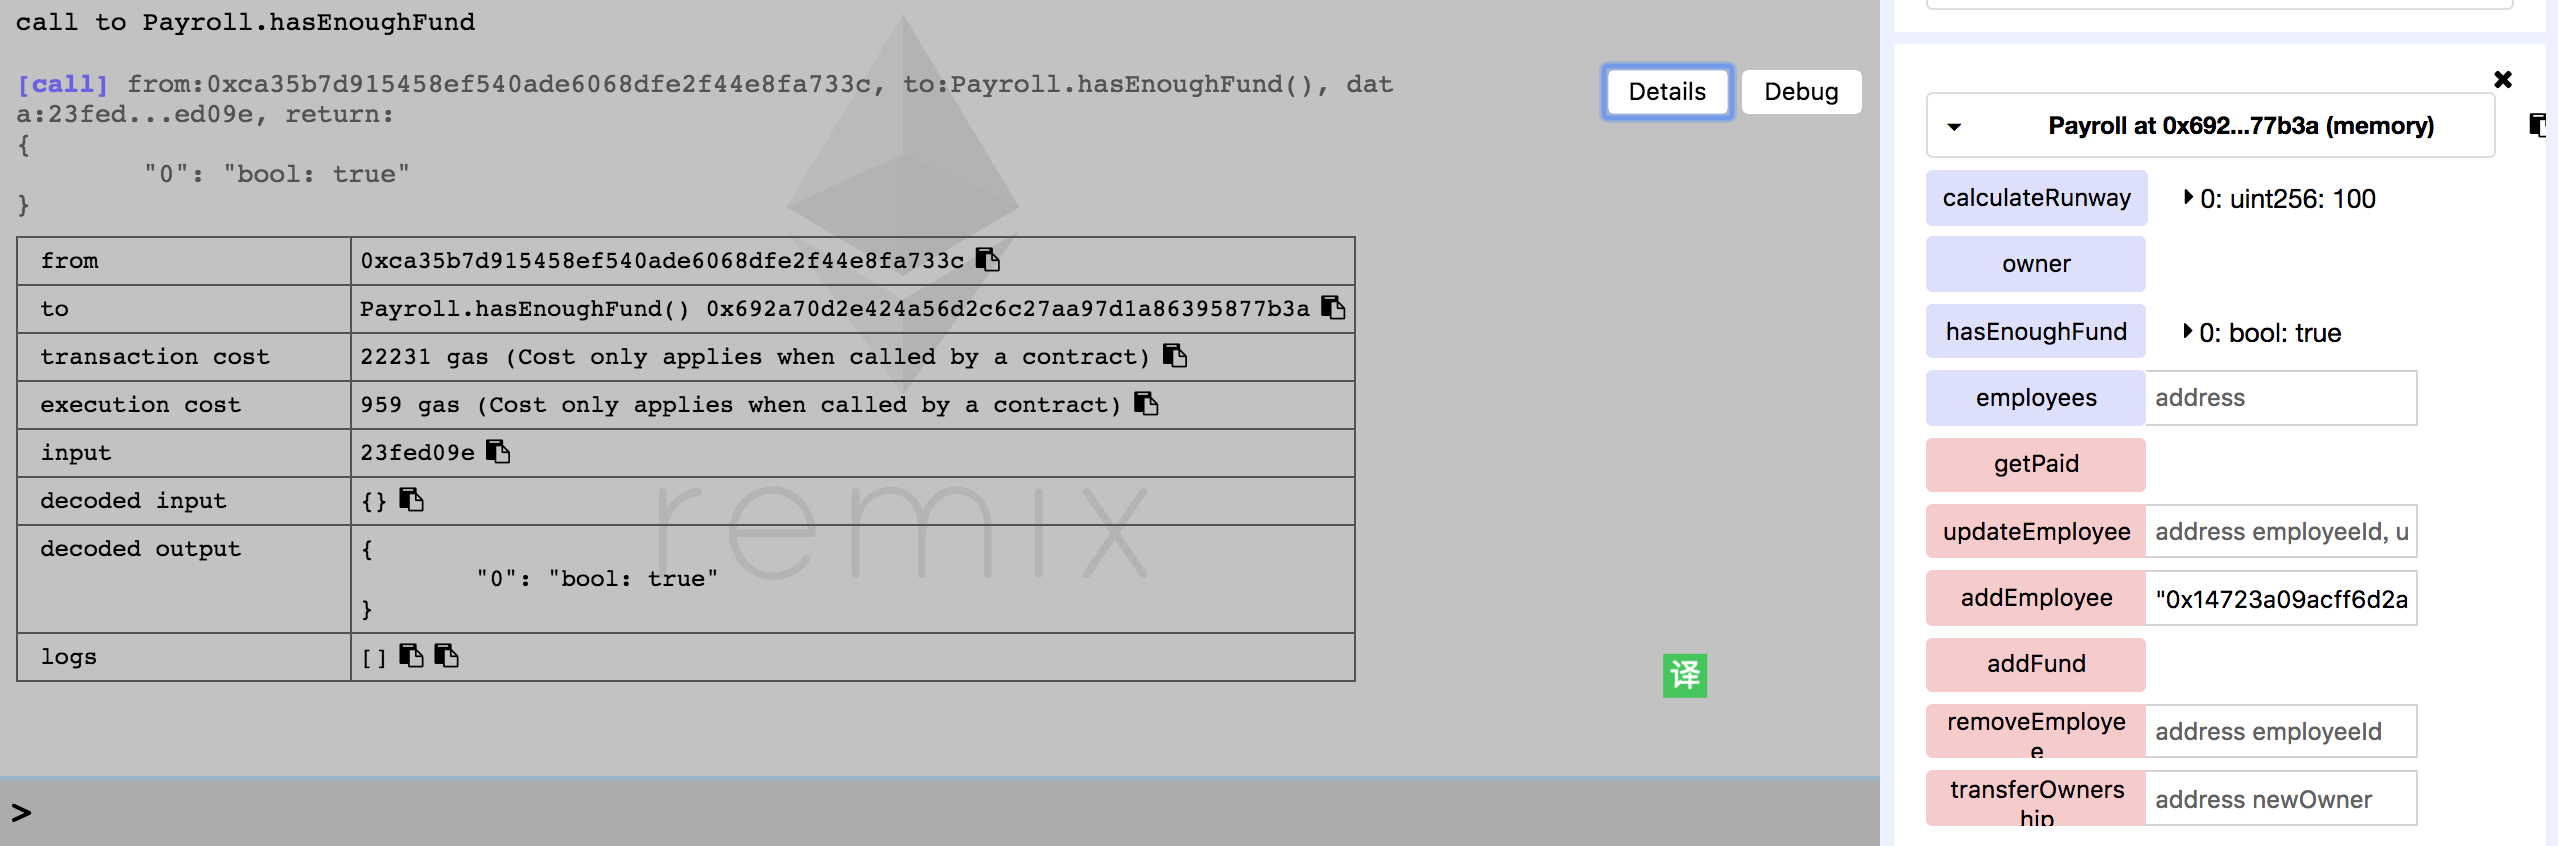 call to Payroll.hasEnoughFund
[call] from:0xca35b7d915458ef540ade6068dfe2f44e8fa733c, to:Payroll.hasEnoughFund(), dat
a:23fed...ed09e, return:
{
"0": "bool: true"
}
Details
Debug
from
0xca35b7d915458ef540ade6068dfe2f44e8fa733c
to
Payroll.hasEnoughFund() 0x692a70d2e424a56d2c6c27aa97d1a86395877b3a
transaction cost
22231 gas (Cost only applies when called by a contract)
execution cost
959 gas (Cost only applies when called by a contract)
input
23fed09e
decoded input
{}
decoded output
{
"0": "bool: true"
}
logs
[]
remix
译
>
Payroll at 0x692...77b3a (memory)
calculateRunway
0: uint256: 100
owner
hasEnoughFund
0: bool: true
employees
address
getPaid
updateEmployee
address employeeId, u
addEmployee
"0x14723a09acff6d2a
addFund
removeEmploye
e
address employeeId
transferOwners
hip
address newOwner